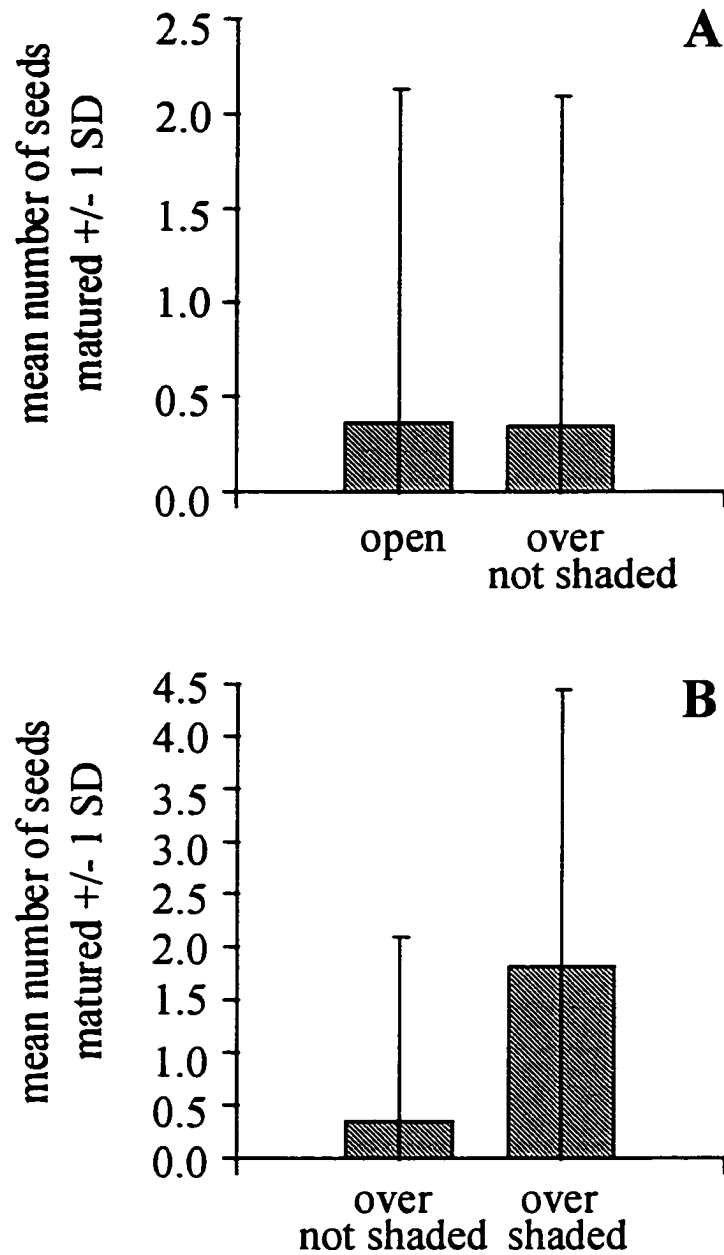 A
mean number of seeds
matured +/- 1 SD
2.5
2.0
1.5
1.0
0.5
0.0
open
over
not shaded
B
mean number of seeds
matured +/- 1 SD
4.5
4.0
3.5
3.0
2.5
2.0
1.5
1.0
0.5
0.0
over
not shaded
over
shaded